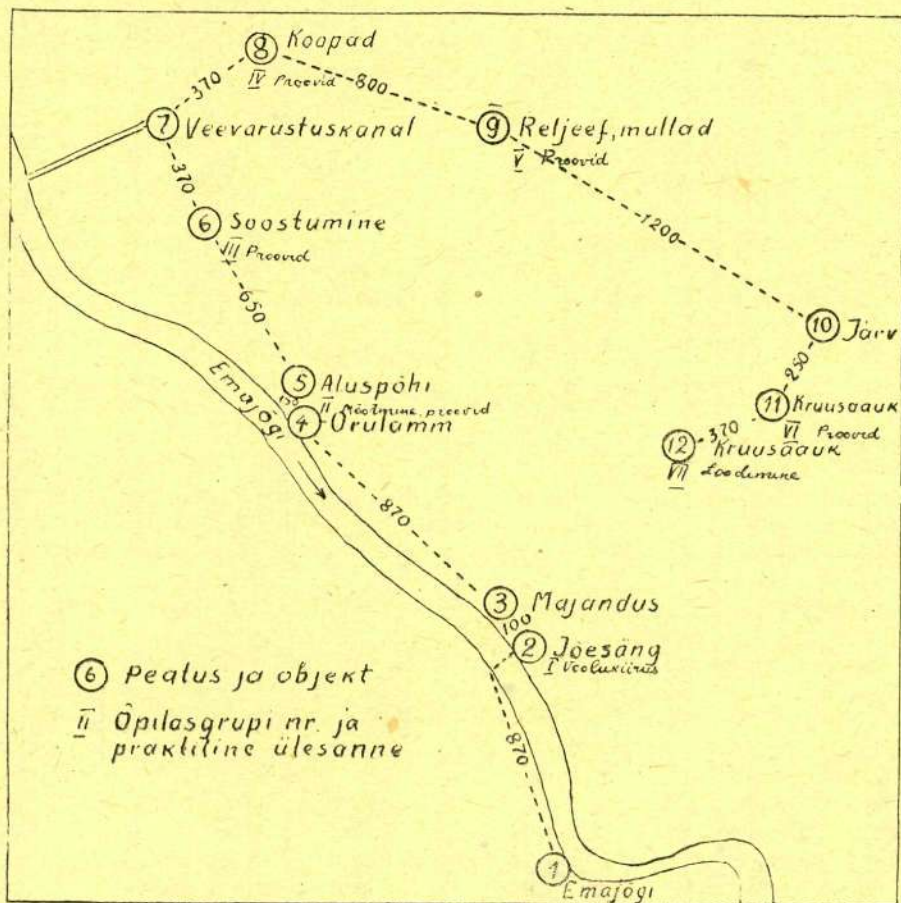 8 Koopad
IV Proovid
370
800
7 Veevarustuskanal
9 Reljeef, mullad
V Proovid
370
6 Soostumine
III Proovid
1200
650
10 Järv
250
5 Aluspõhi
II Mõõtmine, proovid
150
4 Orulamm
Emajõgi
11 Kruusaauk
VI Proovid
370
12 Kruusaauk
VII Loodimine
870
3 Majandus
100
2 Jõesäng
I Voolukiirus
6 Peatus ja objekt
II Õpilasgrupi nr. ja
praktiline ülesanne
870
1
Emajõgi